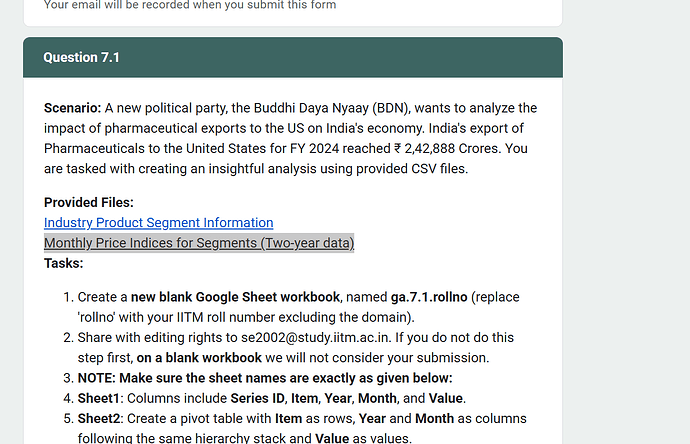 Your email will be recorded when you submit this form
Question 7.1
Scenario: A new political party, the Buddhi Daya Nyaay (BDN), wants to analyze the
impact of pharmaceutical exports to the US on India's economy. India's export of
Pharmaceuticals to the United States for FY 2024 reached ₹ 2,42,888 Crores. You
are tasked with creating an insightful analysis using provided CSV files.
Provided Files:
Industry Product Segment Information
Monthly Price Indices for Segments (Two-year data)
Tasks:
1. Create a new blank Google Sheet workbook, named ga.7.1.rollno (replace
'rollno' with your IITM roll number excluding the domain).
2. Share with editing rights to se2002@study.iitm.ac.in. If you do not do this
step first, on a blank workbook we will not consider your submission.
3. NOTE: Make sure the sheet names are exactly as given below:
4. Sheet1: Columns include Series ID, Item, Year, Month, and Value.
5. Sheet2: Create a pivot table with Item as rows, Year and Month as columns
following the same hierarchy stack and Value as values.